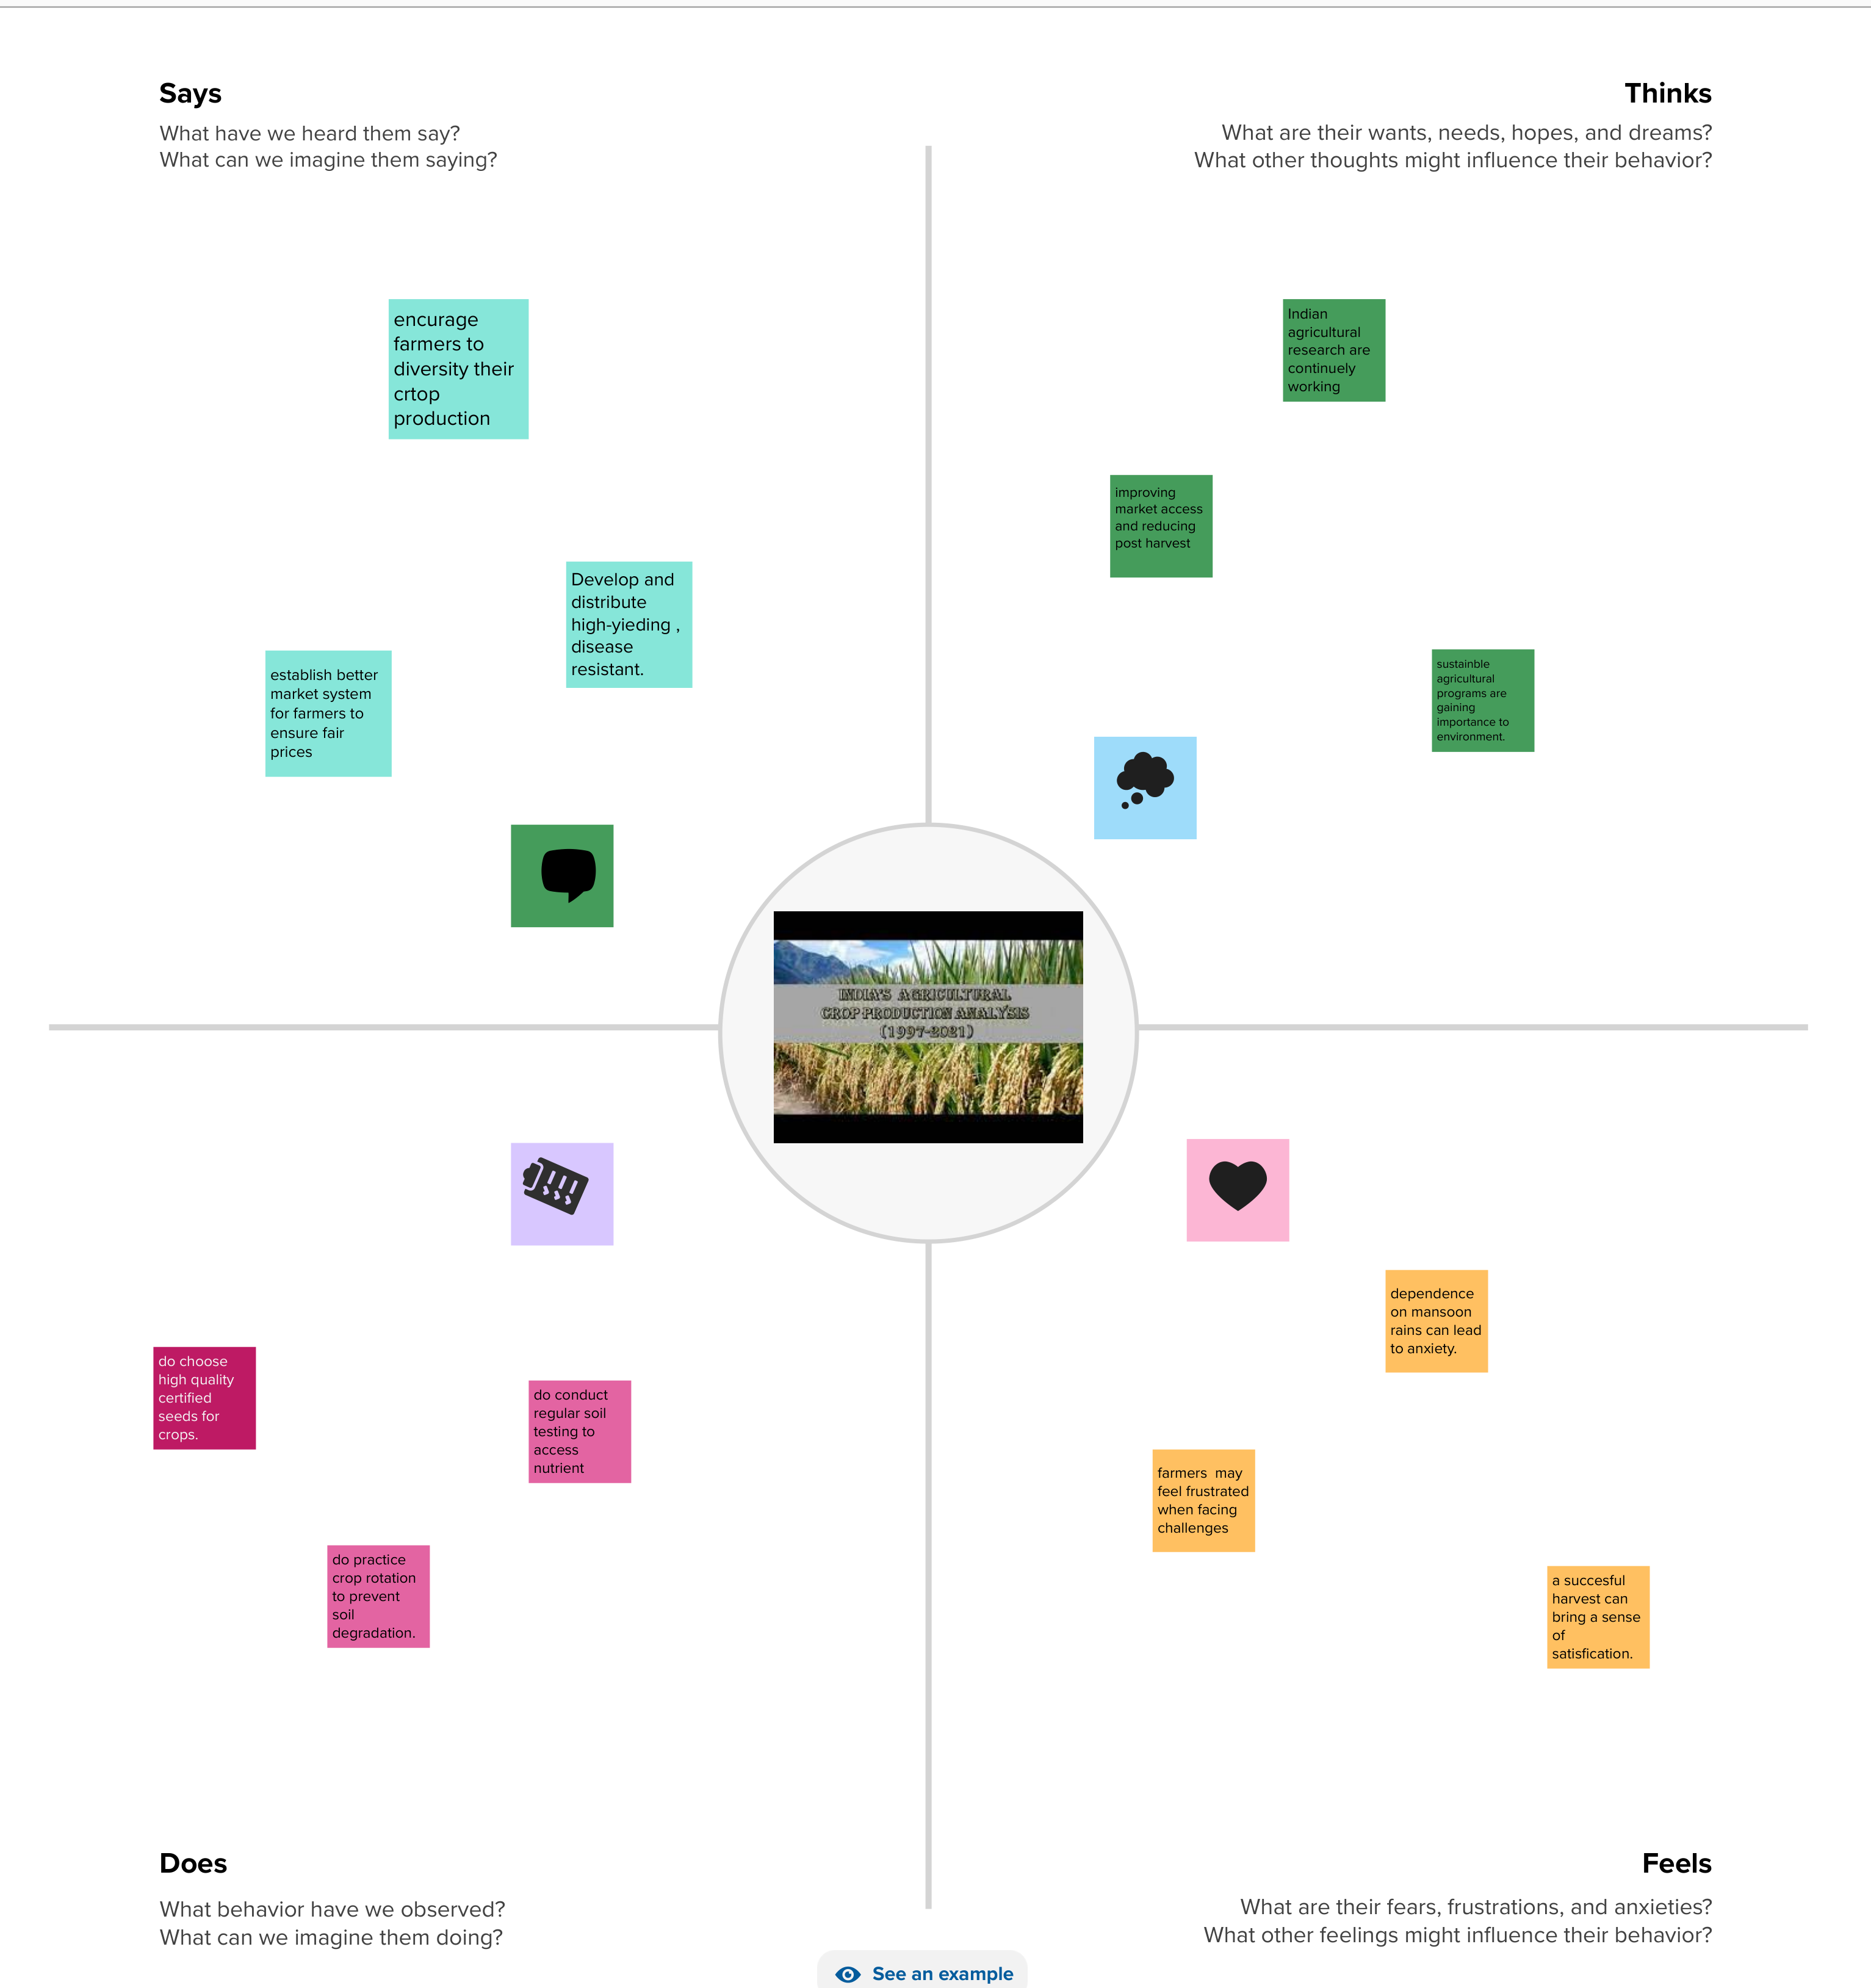 Says
What have we heard them say?
What can we imagine them saying?
Thinks
What are their wants, needs, hopes, and dreams?
What other thoughts might influence their behavior?
encurage
farmers to
diversity their
crtop
production
Develop and
distribute
high-yieding ,
disease
resistant.
establish better
market system
for farmers to
ensure fair
prices
Indian
agricultural
research are
continuely
working
improving
market access
and reducing
post harvest
sustainble
agricultural
programs are
gaining
importance to
environment.
INDIA'S AGRICULTURAL
CROP PRODUCTION ANALYSIS
(1997-2021)
do choose
high quality
certified
seeds for
crops.
do conduct
regular soil
testing to
access
nutrient
do practice
crop rotation
to prevent
soil
degradation.
dependence
on mansoon
rains can lead
to anxiety.
farmers  may
feel frustrated
when facing
challenges
a succesful
harvest can
bring a sense
of
satisfication.
Does
What behavior have we observed?
What can we imagine them doing?
Feels
What are their fears, frustrations, and anxieties?
What other feelings might influence their behavior?
See an example